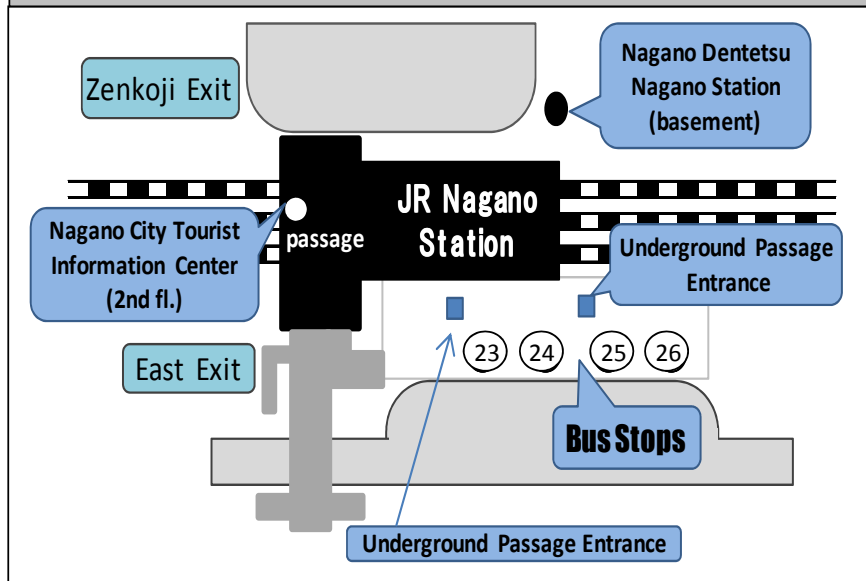 Zenkoji Exit
Nagano Dentetsu
Nagano Station
(basement)
JR Nagano
Station
passage
Nagano City Tourist
Information Center
(2nd fl.)
Underground Passage
Entrance
23 24 25 26
East Exit
Bus Stops
Underground Passage Entrance